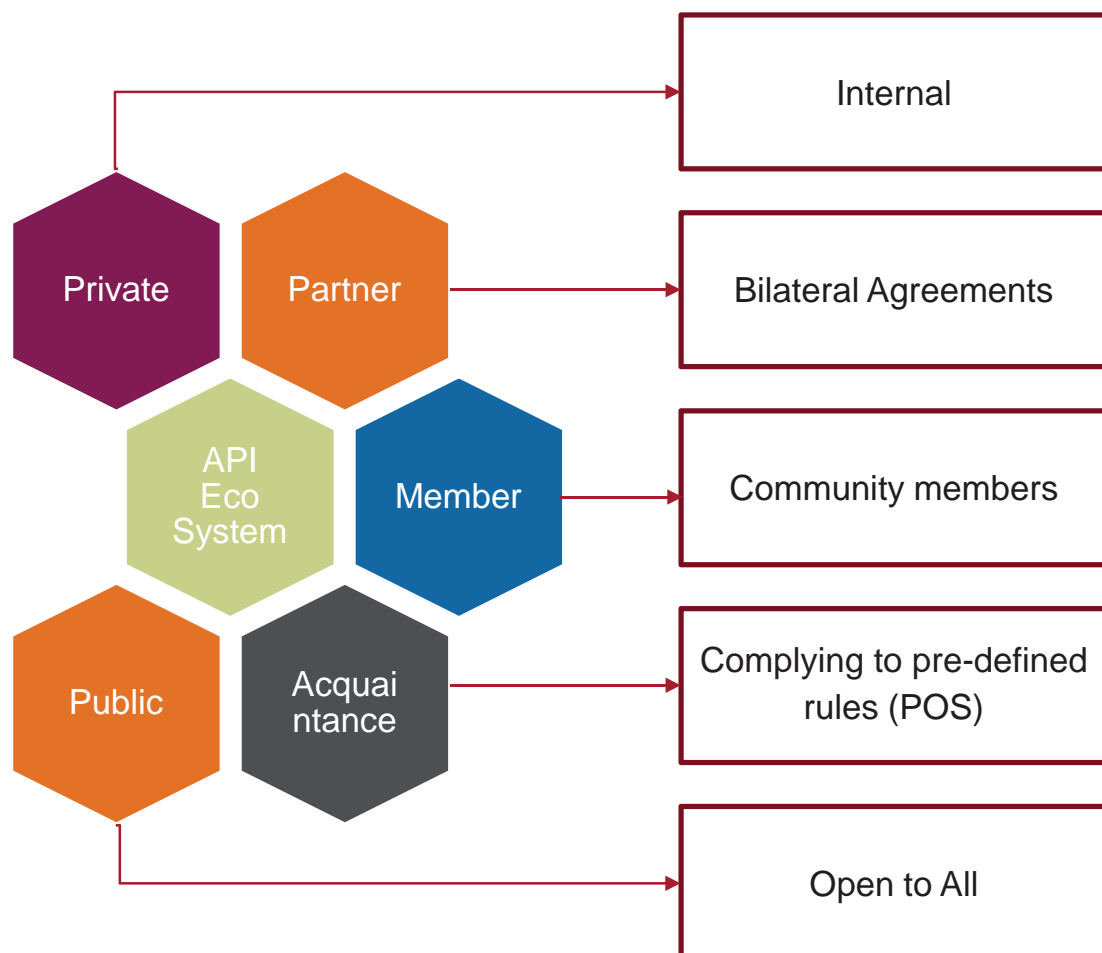 Internal
Private
Partner
Bilateral Agreements
API
Eco
System
Member
Community members
Public
Acquai
ntance
Complying to pre-defined
rules (POS)
Open to All